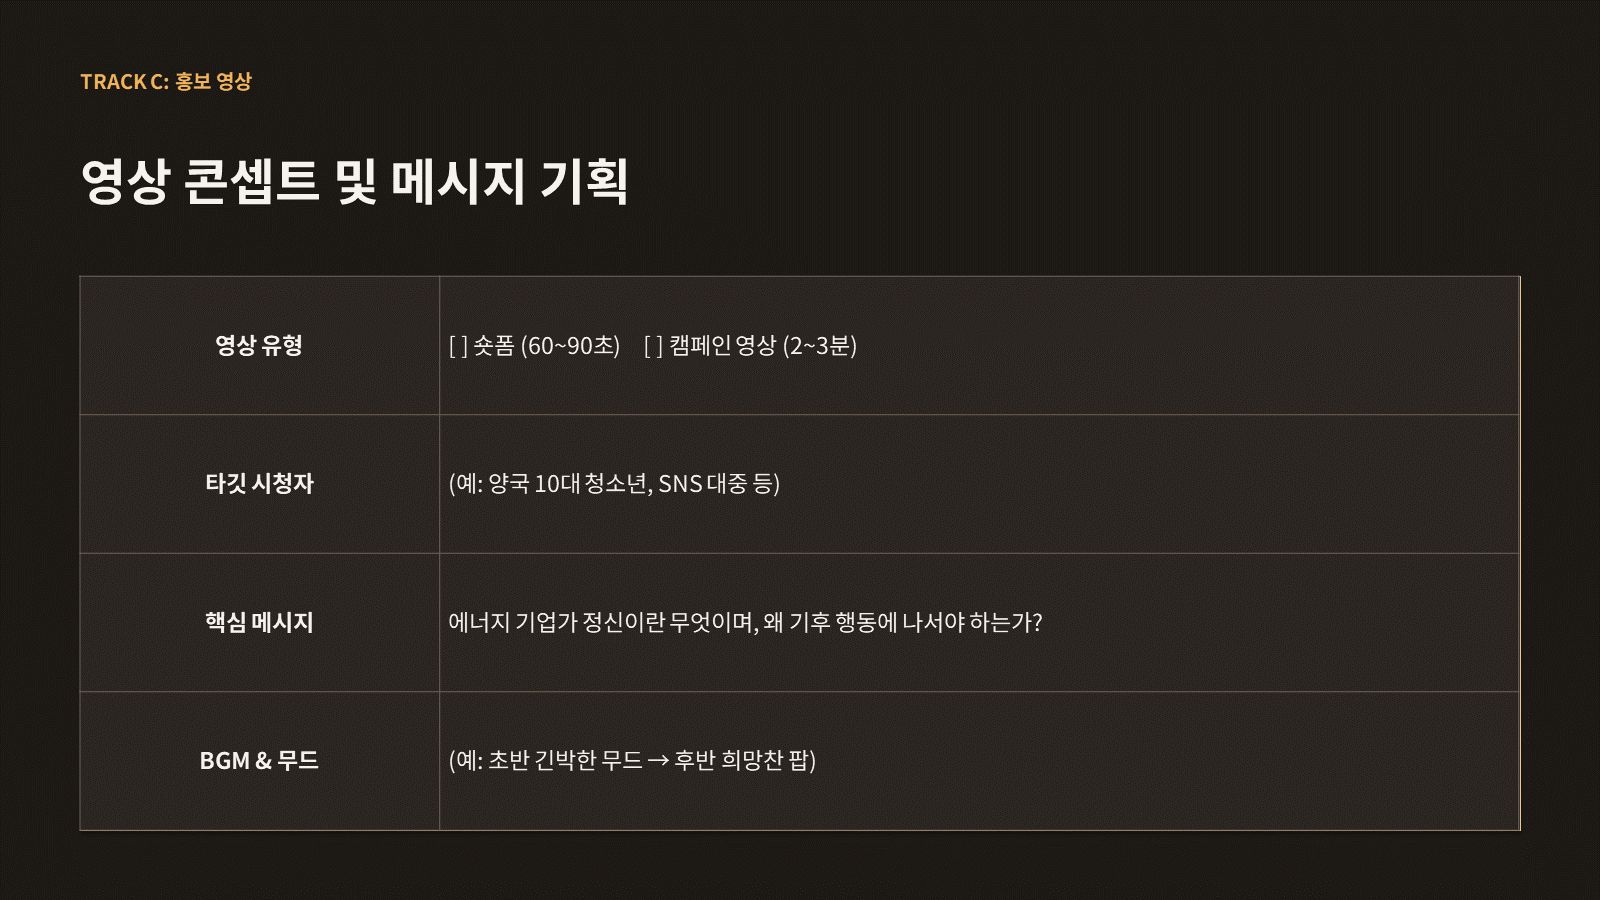 TRACK C: 홍보 영상
영상 콘셉트 및 메시지 기획
영상 유형
[ ] 숏폼 (60~90초) [ ] 캠페인 영상 (2~3분)
타깃 시청자
(예: 양국 10대 청소년, SNS 대중 등)
핵심 메시지
에너지 기업가 정신이란 무엇이며, 왜 기후 행동에 나서야 하는가?
BGM & 무드
(예: 초반 긴박한 무드 → 후반 희망찬 팝)